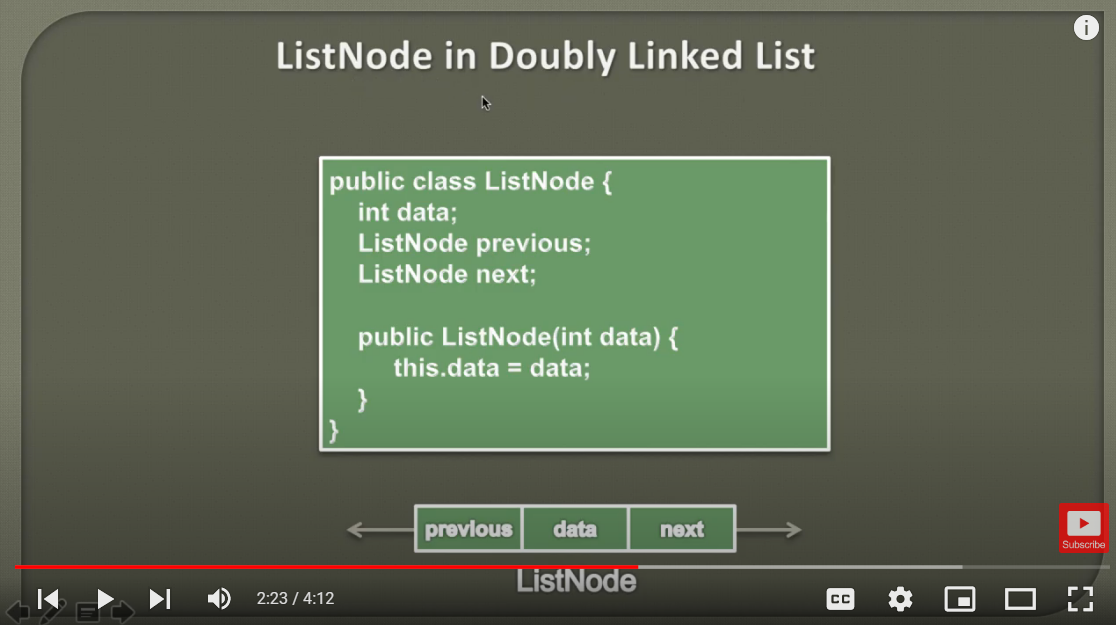 ListNode in Doubly Linked List
public class ListNode {
int data;
ListNode previous;
ListNode next;
public ListNode(int data) {
this.data = data;
}
}
previous data next
ListNode
Subscribe
2:23 / 4:12
CC